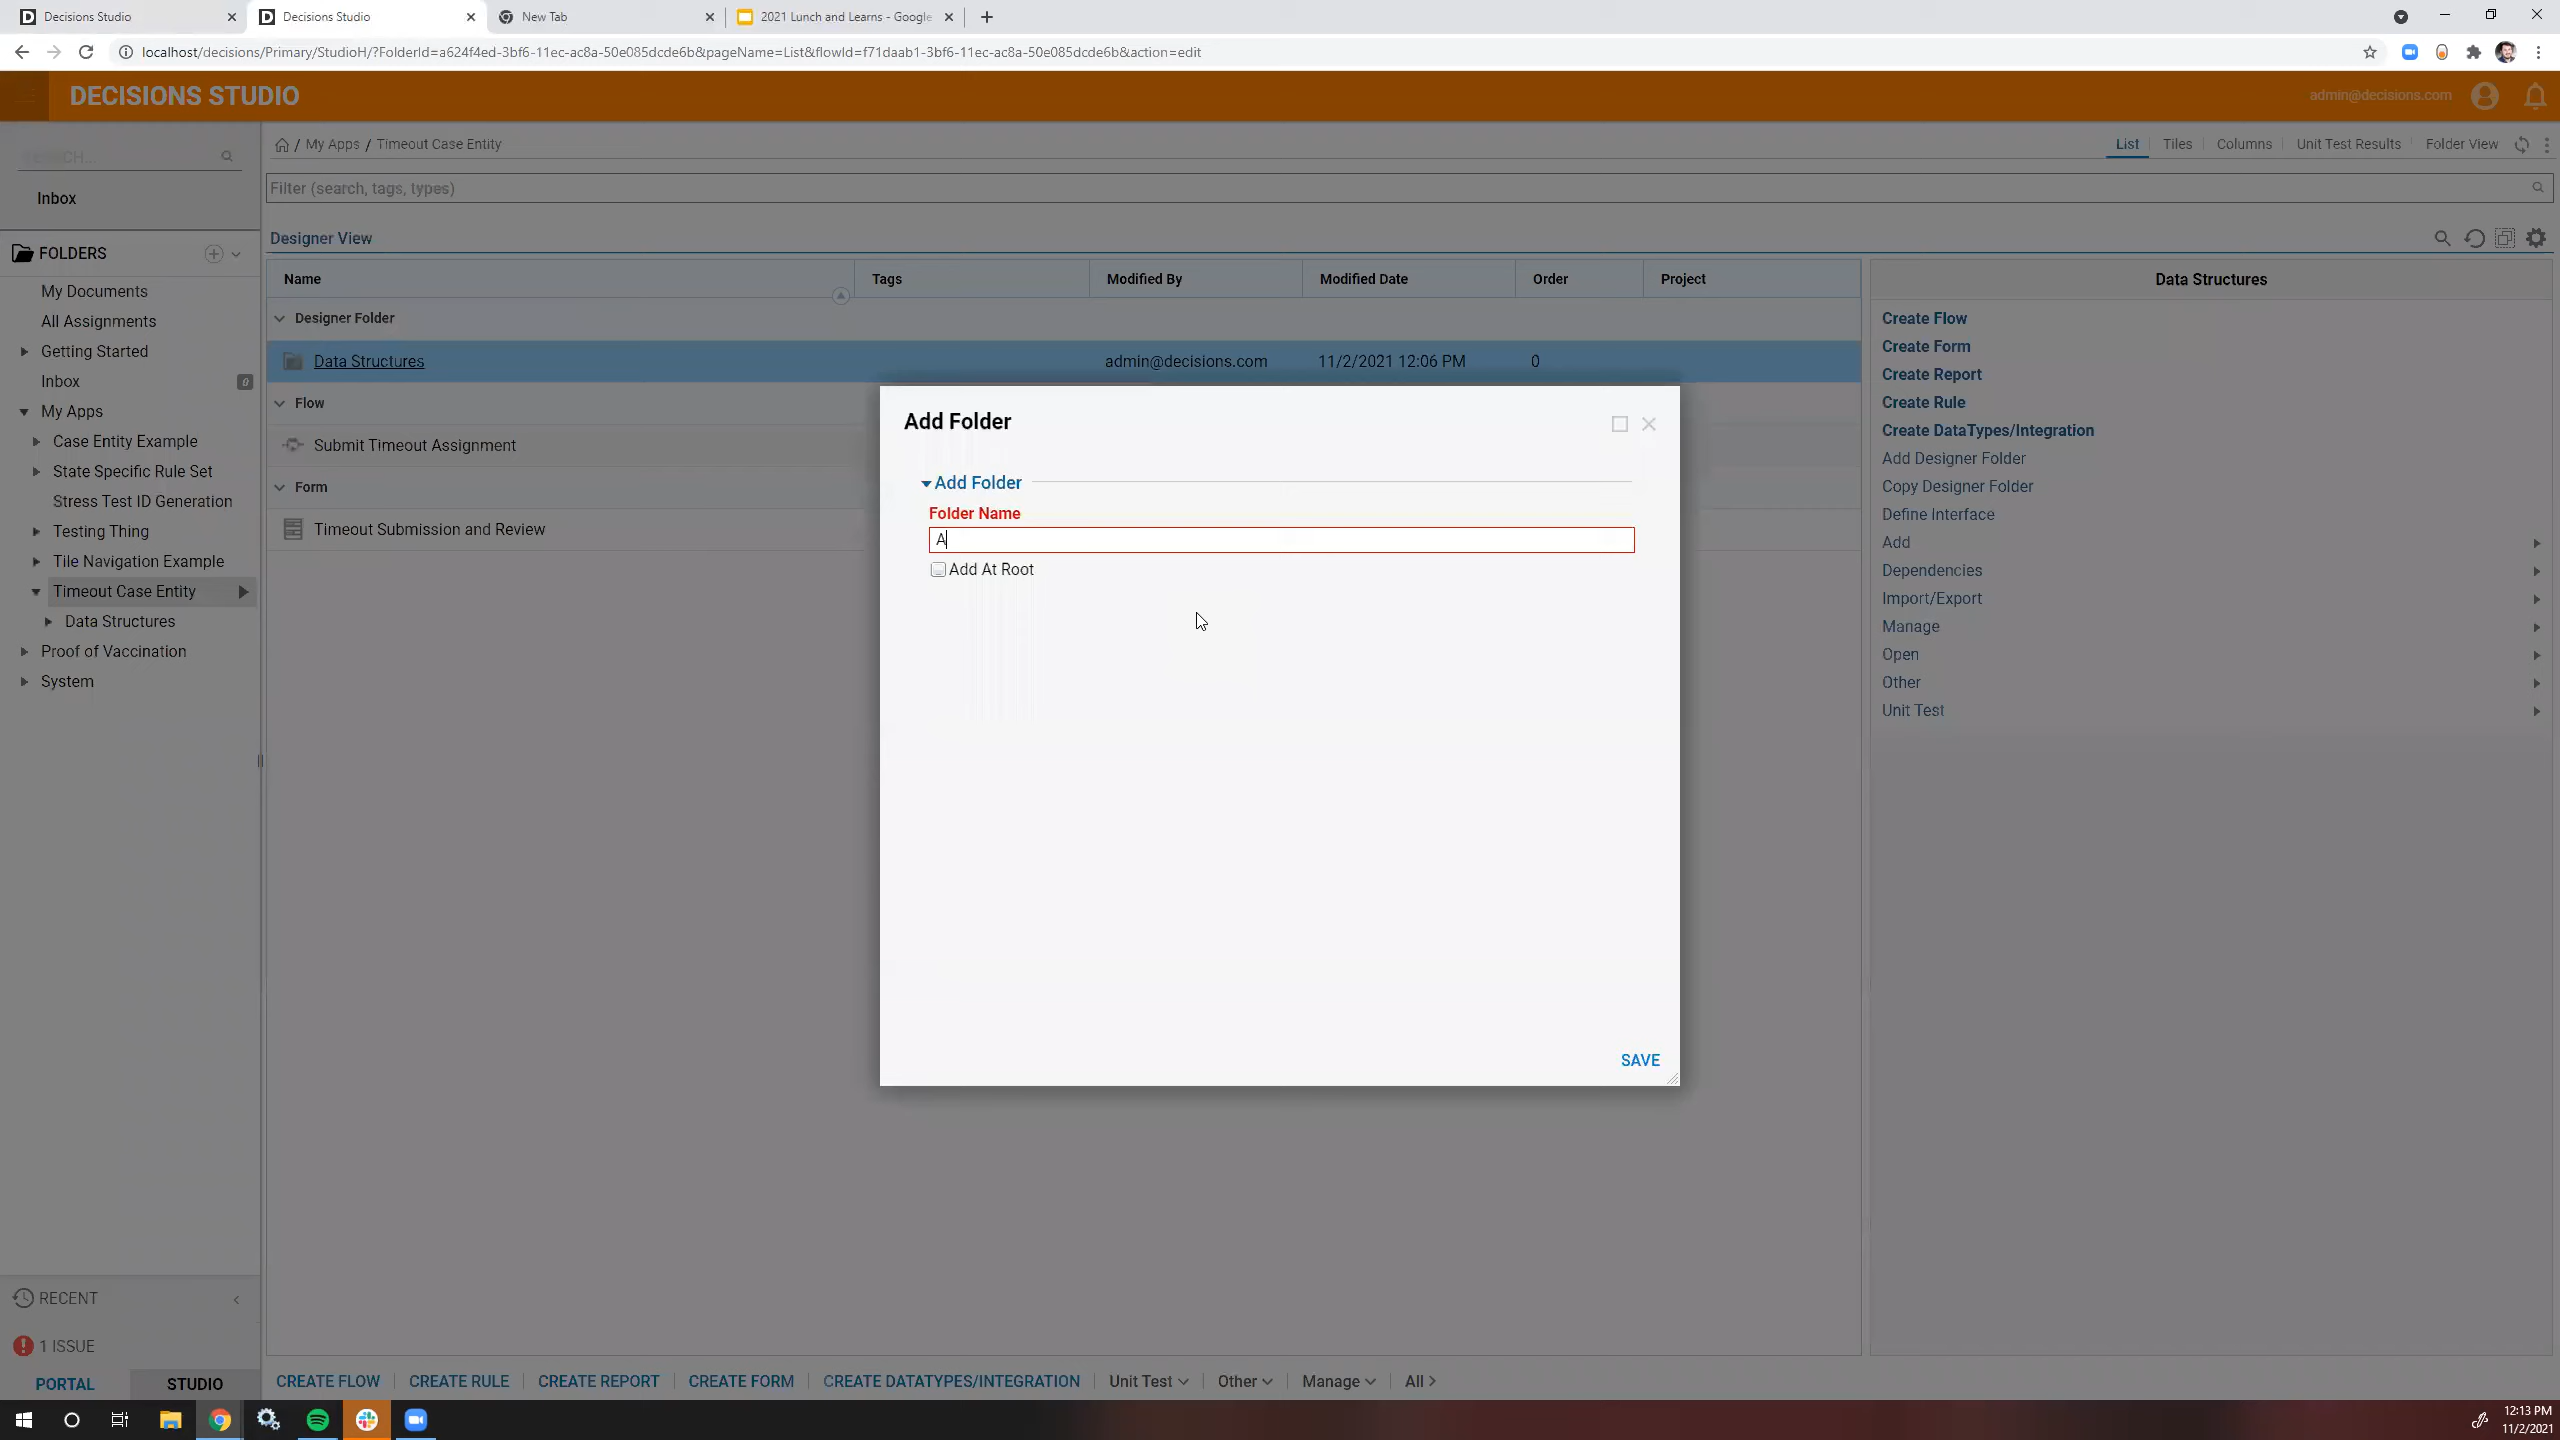 Decisions Studio
Decisions Studio
New Tab
2021 Lunch and Learns - Google
localhost/decisions/Primary/StudioH/?FolderId=a624f4ed-3bf6-11ec-ac8a-50e085dcde6b&pageName=List&flowId=f71daab1-3bf6-11ec-ac8a-50e085dcde6b&action=edit
DECISIONS STUDIO
admin@decisions.com
Inbox
FOLDERS
My Documents
All Assignments
Getting Started
Inbox 0
My Apps
Case Entity Example
State Specific Rule Set
Stress Test ID Generation
Testing Thing
Tile Navigation Example
Timeout Case Entity
Data Structures
Proof of Vaccination
System
RECENT
1 ISSUE
PORTAL STUDIO
/ My Apps / Timeout Case Entity
List Tiles Columns Unit Test Results Folder View
Filter (search, tags, types)
Designer View
Name Tags Modified By Modified Date Order Project
Designer Folder
Data Structures admin@decisions.com 11/2/2021 12:06 PM 0
Flow
Submit Timeout Assignment
Form
Timeout Submission and Review
Add Folder
Add Folder
Folder Name
A
Add At Root
SAVE
Data Structures
Create Flow
Create Form
Create Report
Create Rule
Create DataTypes/Integration
Add Designer Folder
Copy Designer Folder
Define Interface
Add
Dependencies
Import/Export
Manage
Open
Other
Unit Test
CREATE FLOW CREATE RULE CREATE REPORT CREATE FORM CREATE DATATYPES/INTEGRATION Unit Test Other Manage All
12:13 PM
11/2/2021